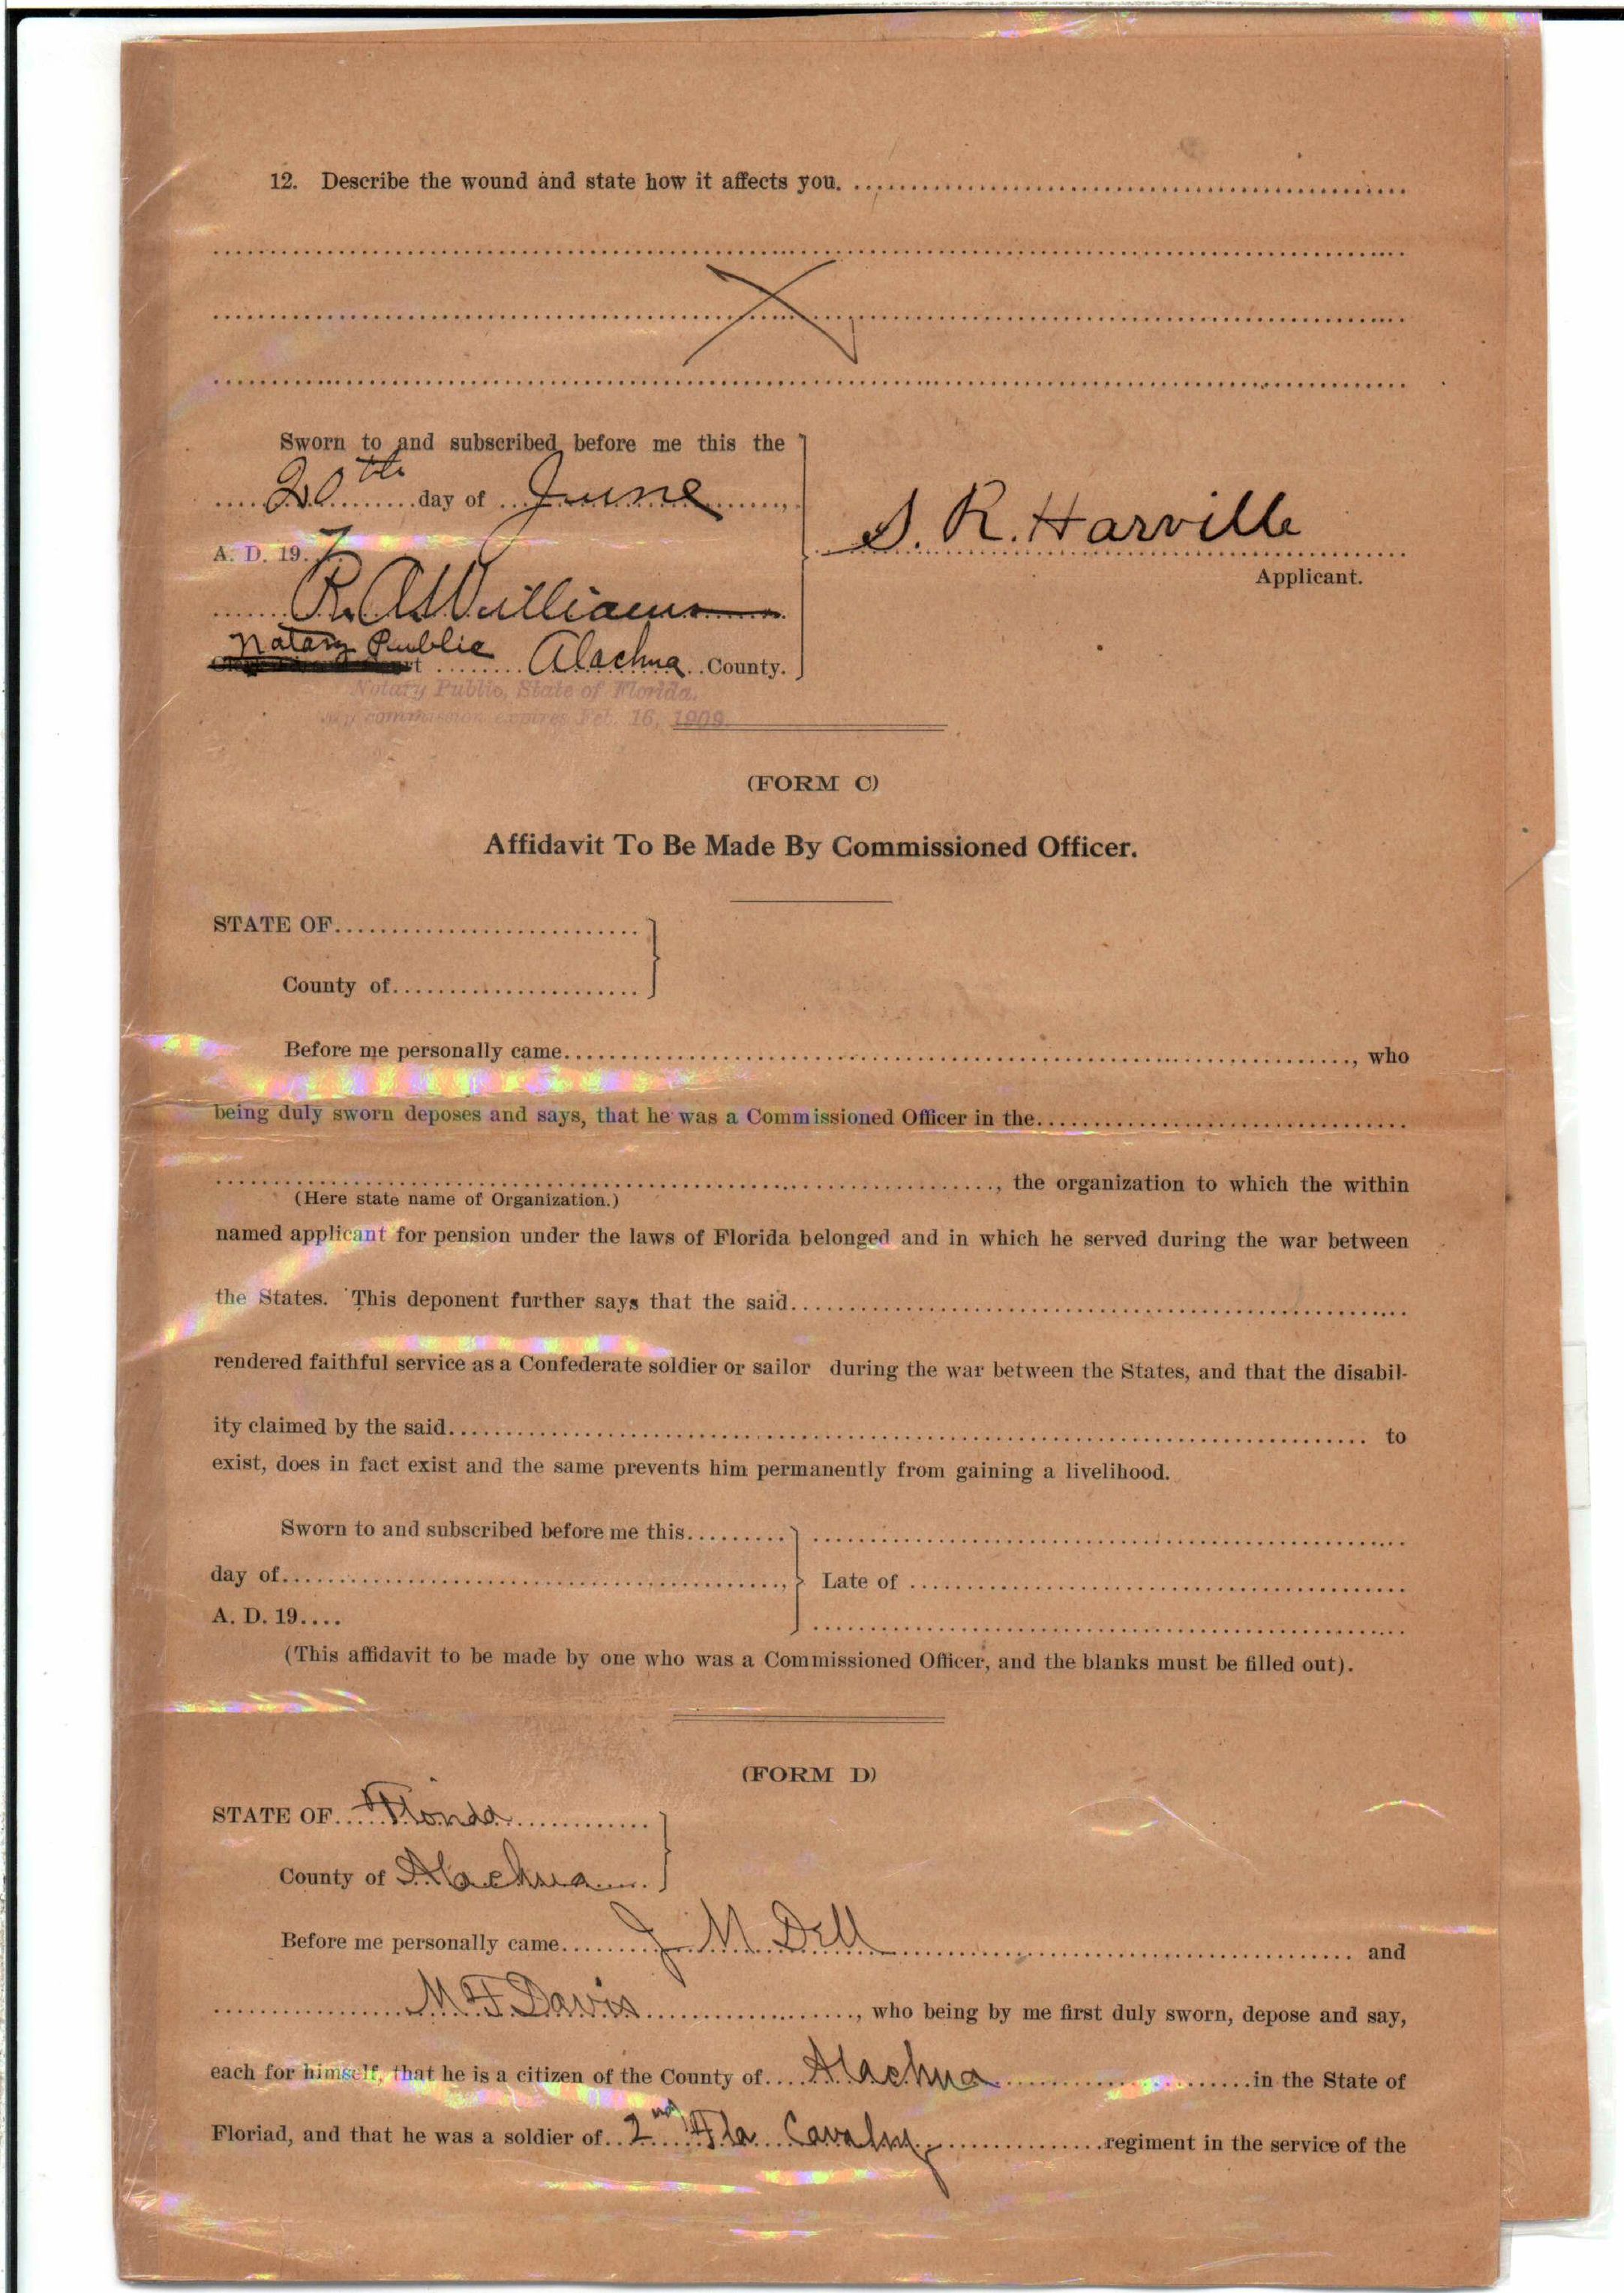 12. Describe the wound and state how it affects you.
Sworn to and subscribed before me this the
20th day of June
A. D. 19 7
S. R. Harville
Applicant.
R. A. Williams
Notary Public
t Alachua County.
Notary Public, State of Florida.
My commission expires Feb. 16, 1909
(FORM C)
Affidavit To Be Made By Commissioned Officer.
STATE OF
County of
Before me personally came , who
being duly sworn deposes and says, that he was a Commissioned Officer in the
, the organization to which the within
(Here state name of Organization.)
named applicant for pension under the laws of Florida belonged and in which he served during the war between
the States. This deponent further says that the said
rendered faithful service as a Confederate soldier or sailor during the war between the States, and that the disabil-
ity claimed by the said to
exist, does in fact exist and the same prevents him permanently from gaining a livelihood.
Sworn to and subscribed before me this
day of , Late of
A. D. 19
(This affidavit to be made by one who was a Commissioned Officer, and the blanks must be filled out).
(FORM D)
STATE OF Florida
County of Alachua
Before me personally came J M Dell and
M F Davis , who being by me first duly sworn, depose and say,
each for himself, that he is a citizen of the County of Alachua in the State of
Floriad, and that he was a soldier of 2nd Fla Cavalry regiment in the service of the